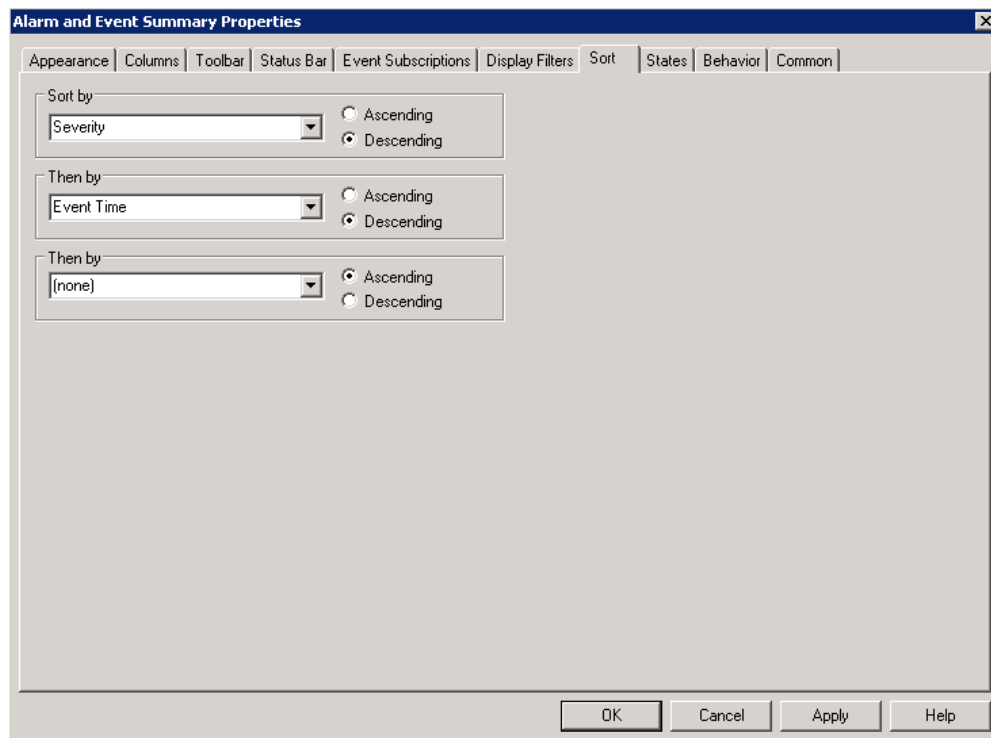 Alarm and Event Summary Properties
Appearance Columns Toolbar Status Bar Event Subscriptions Display Filters Sort States Behavior Common
Sort by
Severity
Ascending
Descending
Then by
Event Time
Ascending
Descending
Then by
(none)
Ascending
Descending
OK Cancel Apply Help